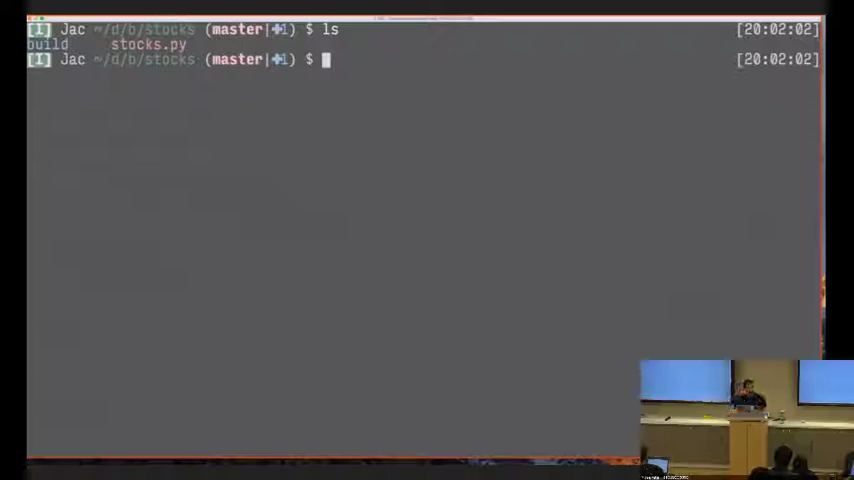 [I] Jac ~/d/b/stocks (master|✚1) $ ls [20:02:02]
build stocks.py
[I] Jac ~/d/b/stocks (master|✚1) $ [20:02:02]